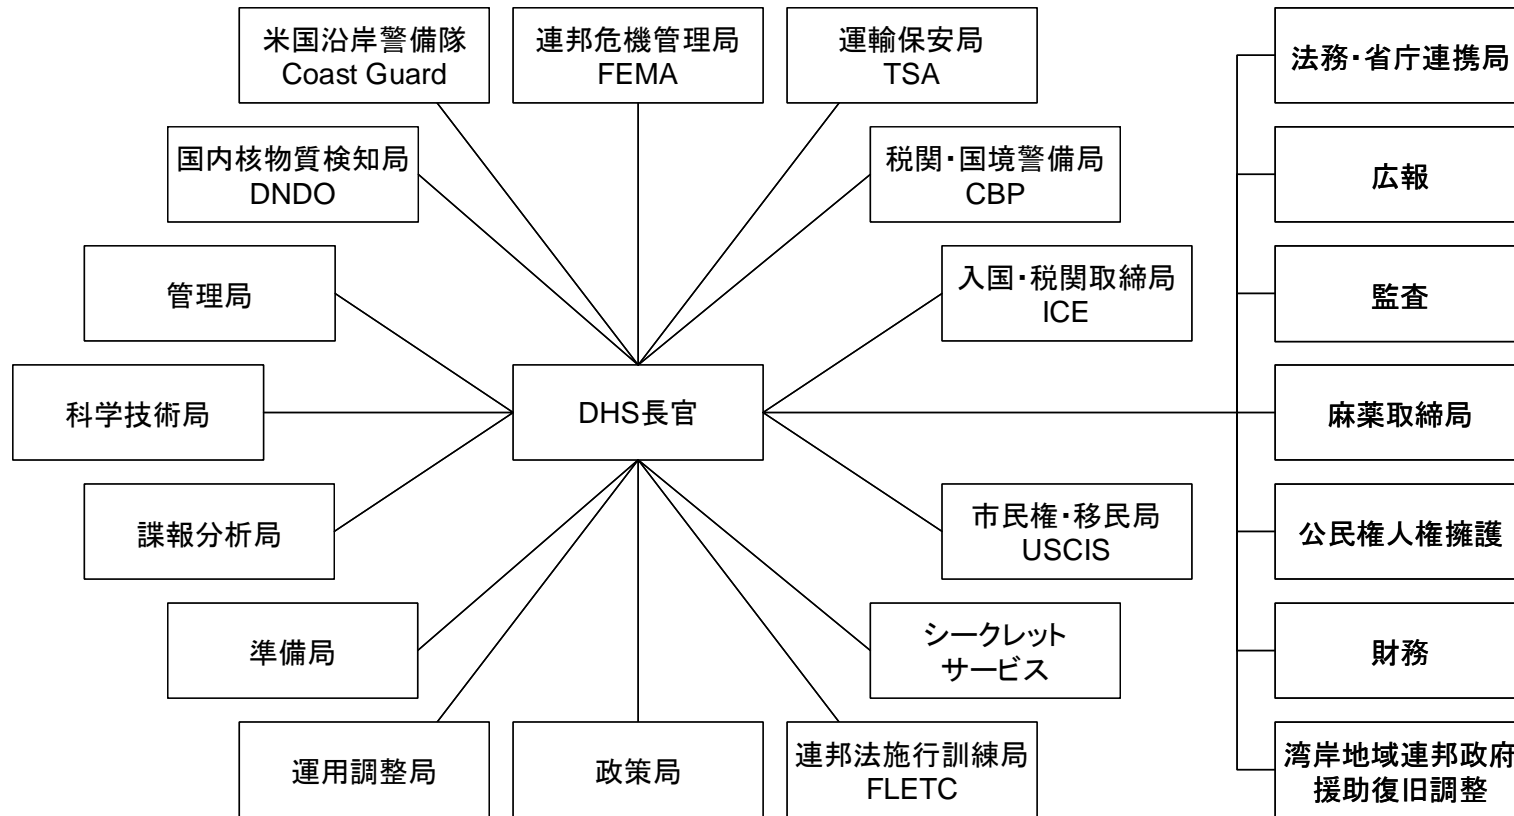 米国沿岸警備隊
Coast Guard
連邦危機管理局
FEMA
運輸保安局
TSA
法務・省庁連携局
国内核物質検知局
DNDO
税関・国境警備局
CBP
広報
管理局
入国・税関取締局
ICE
監査
科学技術局
DHS長官
麻薬取締局
諜報分析局
市民権・移民局
USCIS
公民権人権擁護
準備局
シークレット
サービス
財務
運用調整局
政策局
連邦法施行訓練局
FLETC
湾岸地域連邦政府
援助復旧調整